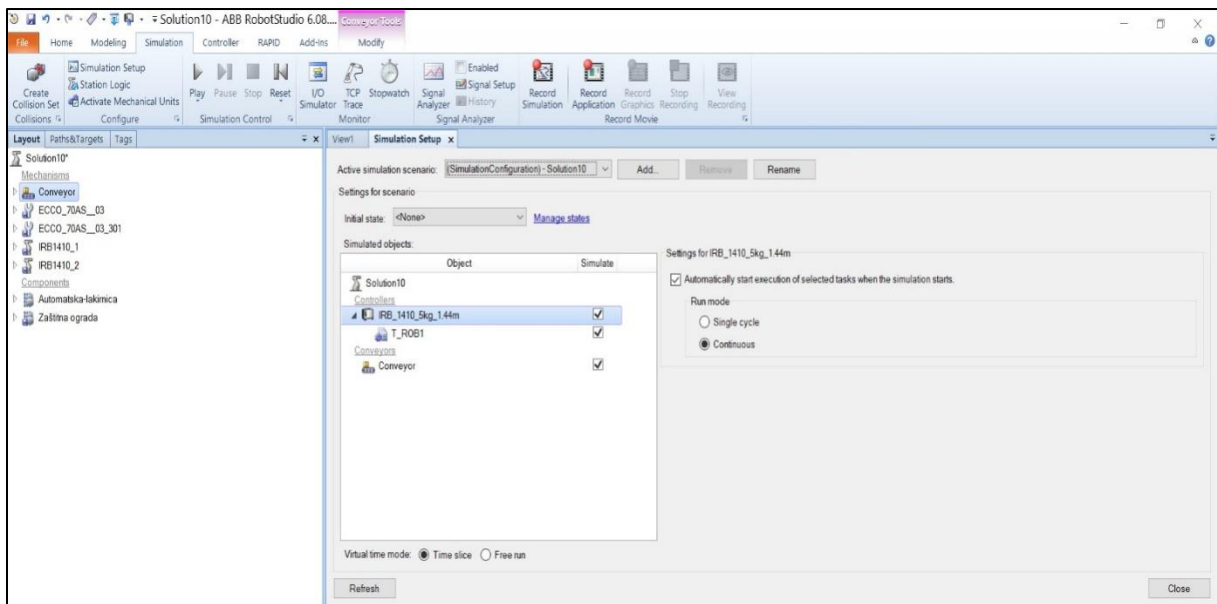 Solution10 - ABB RobotStudio 6.08.... Conveyor Tools
File Home Modeling Simulation Controller RAPID Add-Ins Modify
Create Collision Set
Simulation Setup
Station Logic
Activate Mechanical Units
Play Pause Stop Reset
I/O Simulator
TCP Trace
Stopwatch
Signal Analyzer
Enabled
Signal Setup
History
Record Simulation
Record Application
Record Graphics
Stop Recording
View Recording
Collisions Configure Simulation Control Monitor Signal Analyzer Record Movie
Layout Paths&Targets Tags
Solution10*
Mechanisms
Conveyor
ECCO_70AS__03
ECCO_70AS__03_301
IRB1410_1
IRB1410_2
Components
Automatska-lakirnica
Zaštitna ograda
View1 Simulation Setup x
Active simulation scenario: (SimulationConfiguration) - Solution10 Add... Remove Rename
Settings for scenario
Initial state: <None> Manage states
Simulated objects:
Object Simulate
Solution10
Controllers
IRB_1410_5kg_1.44m
T_ROB1
Conveyors
Conveyor
Settings for IRB_1410_5kg_1.44m
Automatically start execution of selected tasks when the simulation starts.
Run mode
Single cycle
Continuous
Virtual time mode: Time slice Free run
Refresh Close